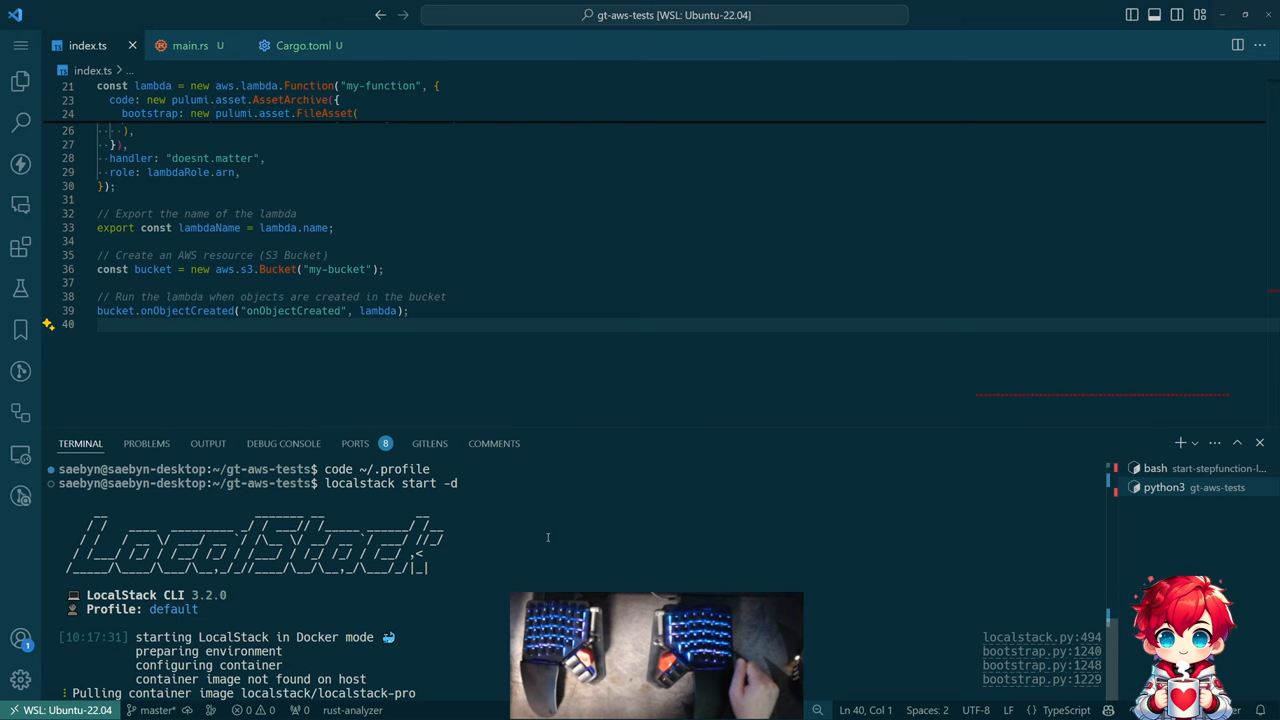 gt-aws-tests [WSL: Ubuntu-22.04]
index.ts
main.rs U
Cargo.toml U
index.ts > ...
21 const lambda = new aws.lambda.Function("my-function", {
23 code: new pulumi.asset.AssetArchive({
24 bootstrap: new pulumi.asset.FileAsset(
26 ),
27 }),
28 handler: "doesnt.matter",
29 role: lambdaRole.arn,
30 });
31
32 // Export the name of the lambda
33 export const lambdaName = lambda.name;
34
35 // Create an AWS resource (S3 Bucket)
36 const bucket = new aws.s3.Bucket("my-bucket");
37
38 // Run the lambda when objects are created in the bucket
39 bucket.onObjectCreated("onObjectCreated", lambda);
40
TERMINAL PROBLEMS OUTPUT DEBUG CONSOLE PORTS 8 GITLENS COMMENTS
saebyn@saebyn-desktop:~/gt-aws-tests$ code ~/.profile
saebyn@saebyn-desktop:~/gt-aws-tests$ localstack start -d
bash start-stepfunction-l...
python3 gt-aws-tests
LocalStack
LocalStack CLI 3.2.0
Profile: default
[10:17:31] starting LocalStack in Docker mode localstack.py:494
preparing environment bootstrap.py:1240
configuring container bootstrap.py:1248
container image not found on host bootstrap.py:1229
Pulling container image localstack/localstack-pro
1
WSL: Ubuntu-22.04 master* 0 0 0 rust-analyzer Ln 40, Col 1 Spaces: 2 UTF-8 LF {} TypeScript